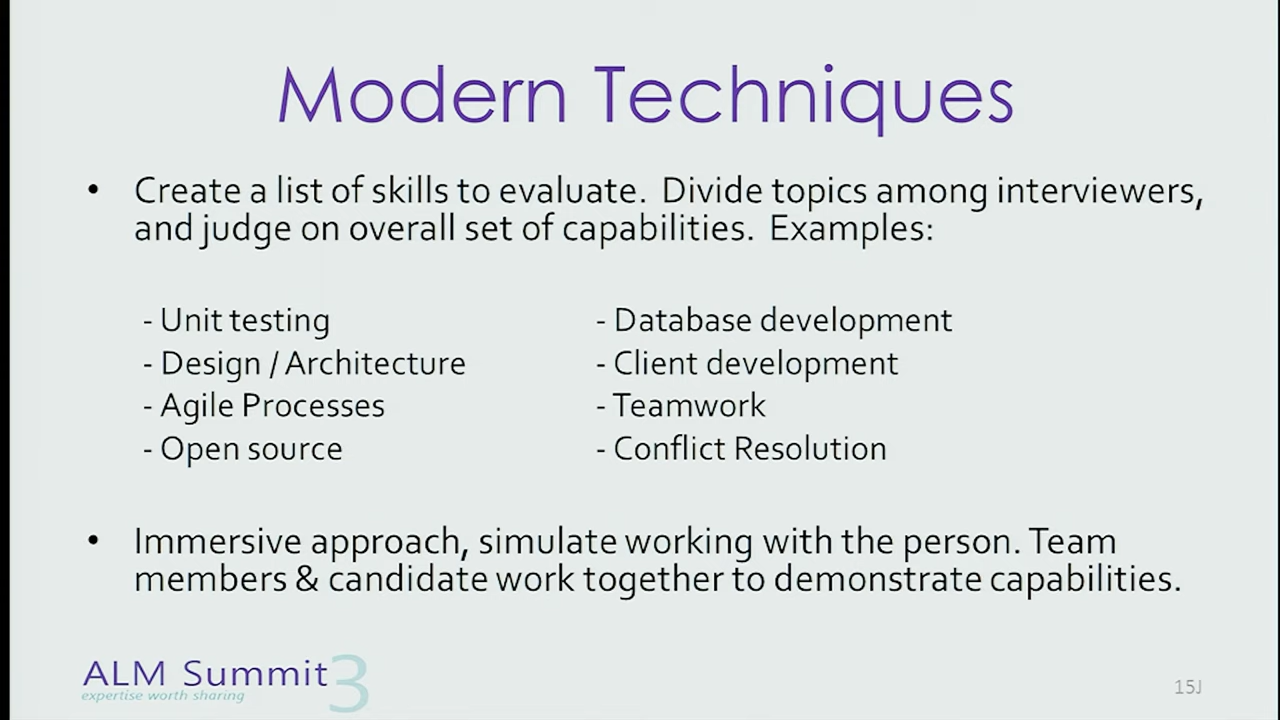 Modern Techniques
• Create a list of skills to evaluate. Divide topics among interviewers,
and judge on overall set of capabilities. Examples:
- Unit testing
- Design / Architecture
- Agile Processes
- Open source
- Database development
- Client development
- Teamwork
- Conflict Resolution
• Immersive approach, simulate working with the person. Team
members & candidate work together to demonstrate capabilities.
ALM Summit 3
expertise worth sharing
15J